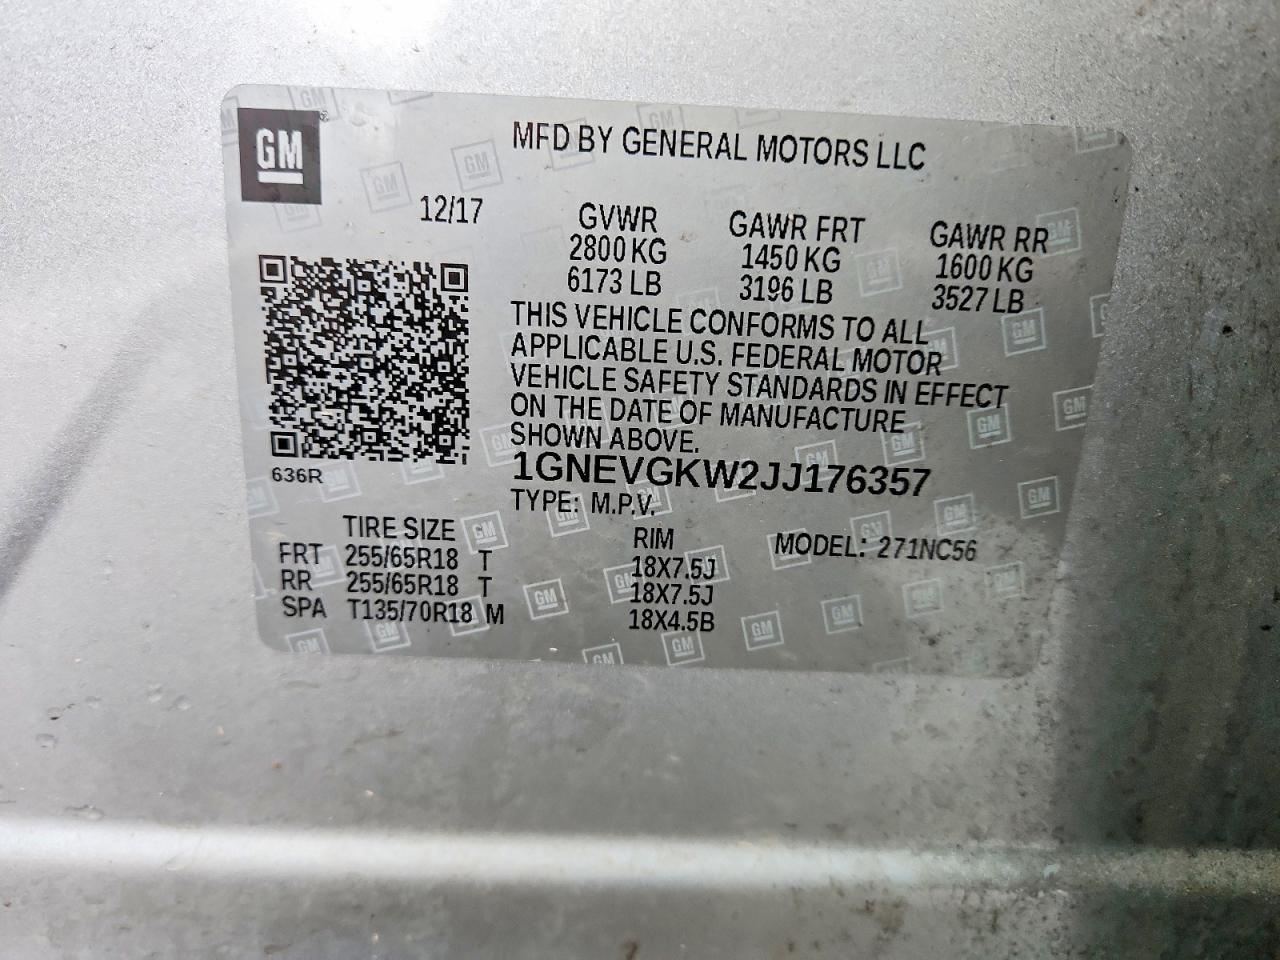 GM
MFD BY GENERAL MOTORS LLC
12/17
GVWR GAWR FRT GAWR RR
2800 KG 1450 KG 1600 KG
6173 LB 3196 LB 3527 LB
THIS VEHICLE CONFORMS TO ALL
APPLICABLE U.S. FEDERAL MOTOR
VEHICLE SAFETY STANDARDS IN EFFECT
ON THE DATE OF MANUFACTURE
SHOWN ABOVE.
636R
1GNEVGKW2JJ176357
TYPE: M.P.V.
TIRE SIZE RIM MODEL: 271NC56
FRT 255/65R18 T 18X7.5J
RR 255/65R18 T 18X7.5J
SPA T135/70R18 M 18X4.5B